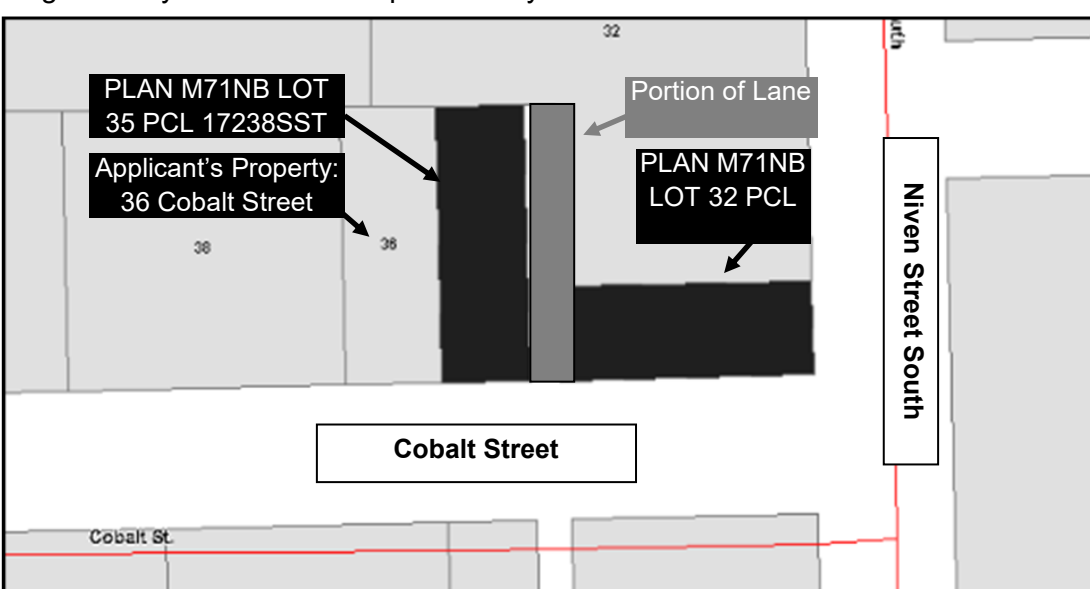 32
uth
PLAN M71NB LOT
35 PCL 17238SST
Portion of Lane
Applicant's Property:
36 Cobalt Street
PLAN M71NB
LOT 32 PCL
38
36
Niven Street South
Cobalt Street
Cobalt St.